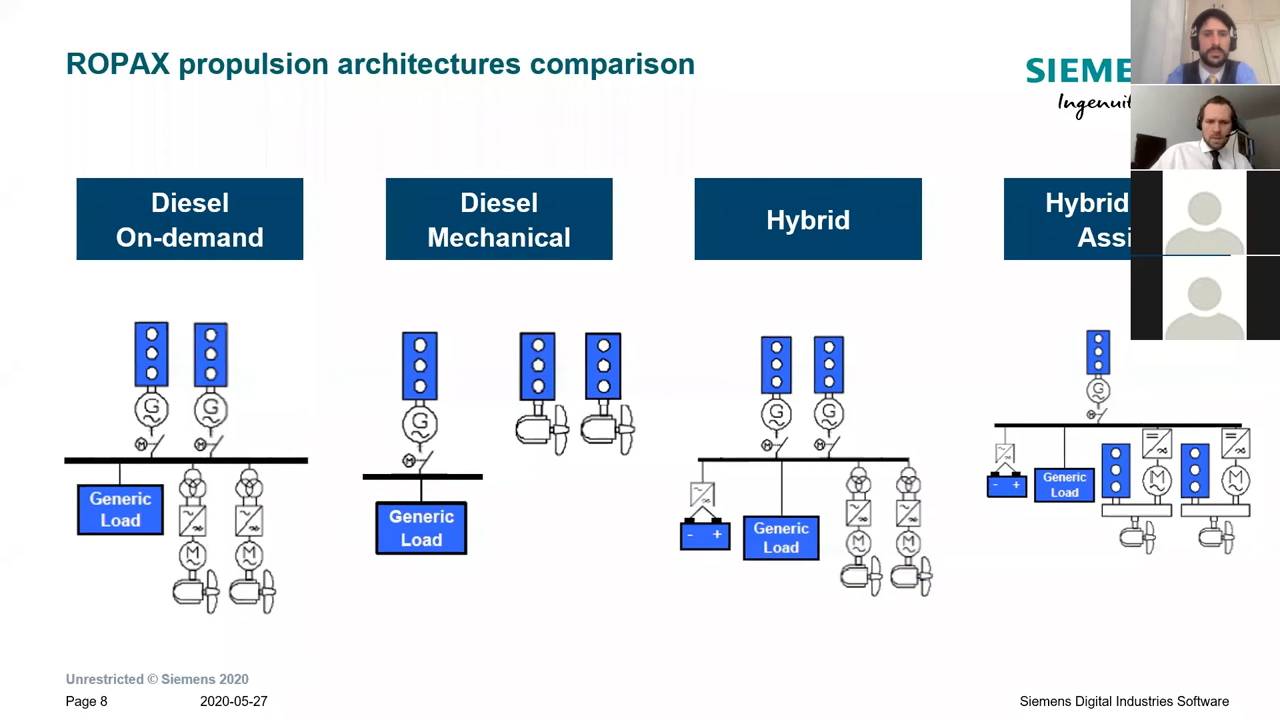 ROPAX propulsion architectures comparison
SIEME
Ingenuit
Diesel
On-demand
Diesel
Mechanical
Hybrid
Hybrid
Assi
G
G
M
M
Generic
Load
M
M
G
M
Generic
Load
G
G
M
M
- +
Generic
Load
M
M
G
M
- +
Generic
Load
M
M
Unrestricted © Siemens 2020
Page 8
2020-05-27
Siemens Digital Industries Software